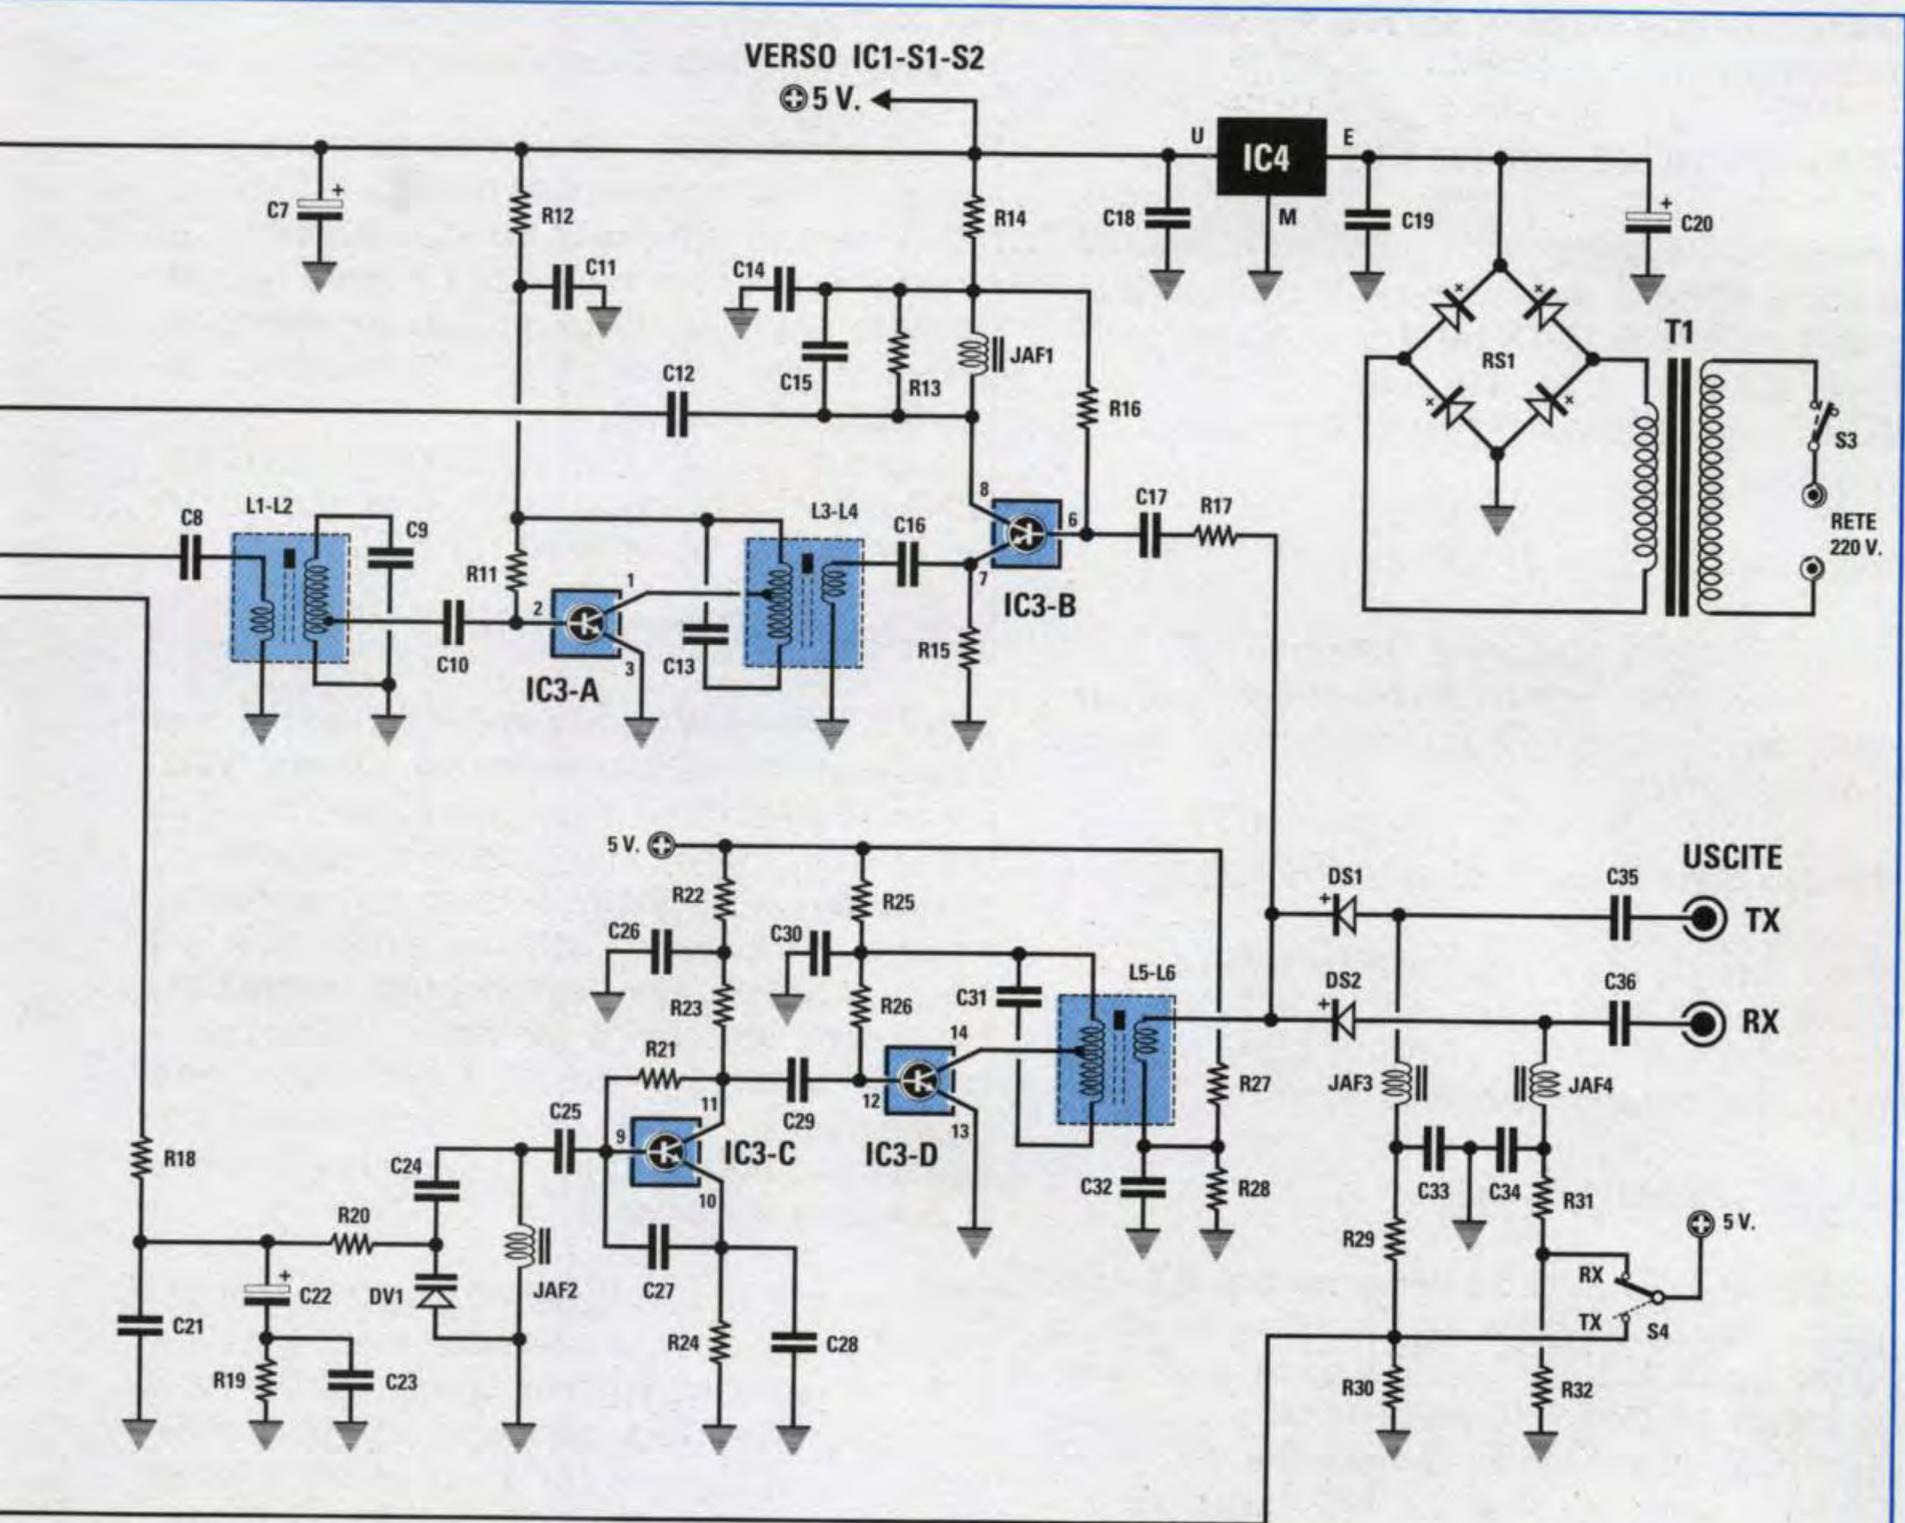 VERSO IC1-S1-S2
5 V.
U
IC4
E
M
C7
+
R12
R14
C18
C19
+
C20
C11
C14
T1
C15
R13
JAF1
RS1
C12
R16
S3
L1-L2
C8
C9
L3-L4
C16
8
6
C17
R17
RETE
220 V.
R11
1
2
7
IC3-B
C10
3
C13
R15
IC3-A
5 V.
R22
R25
DS1
+
C35
USCITE
TX
C26
C30
L5-L6
DS2
+
C36
RX
R23
C31
R26
R21
14
JAF3
JAF4
R27
C25
11
C29
12
13
9
IC3-C
IC3-D
R18
C24
10
C32
R28
C33
C34
R31
R20
R29
5 V.
C27
RX
+
C22
DV1
JAF2
C21
TX
S4
R24
C28
R19
C23
R30
R32